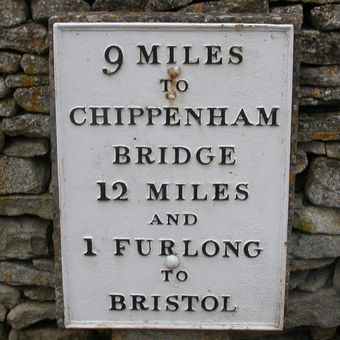 9 MILES
TO
CHIPPENHAM
BRIDGE
12 MILES
AND
1 FURLONG
TO
BRISTOL